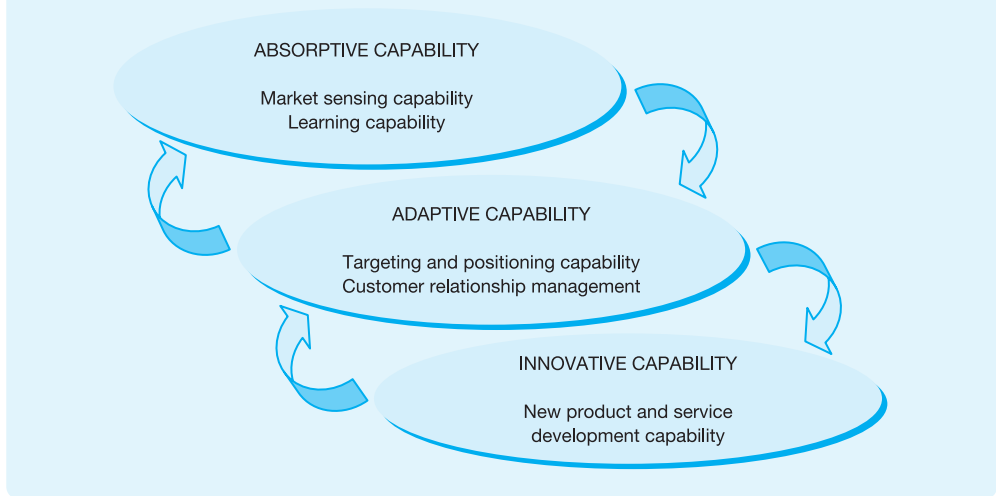 ABSORPTIVE CAPABILITY
Market sensing capability
Learning capability
ADAPTIVE CAPABILITY
Targeting and positioning capability
Customer relationship management
INNOVATIVE CAPABILITY
New product and service
development capability